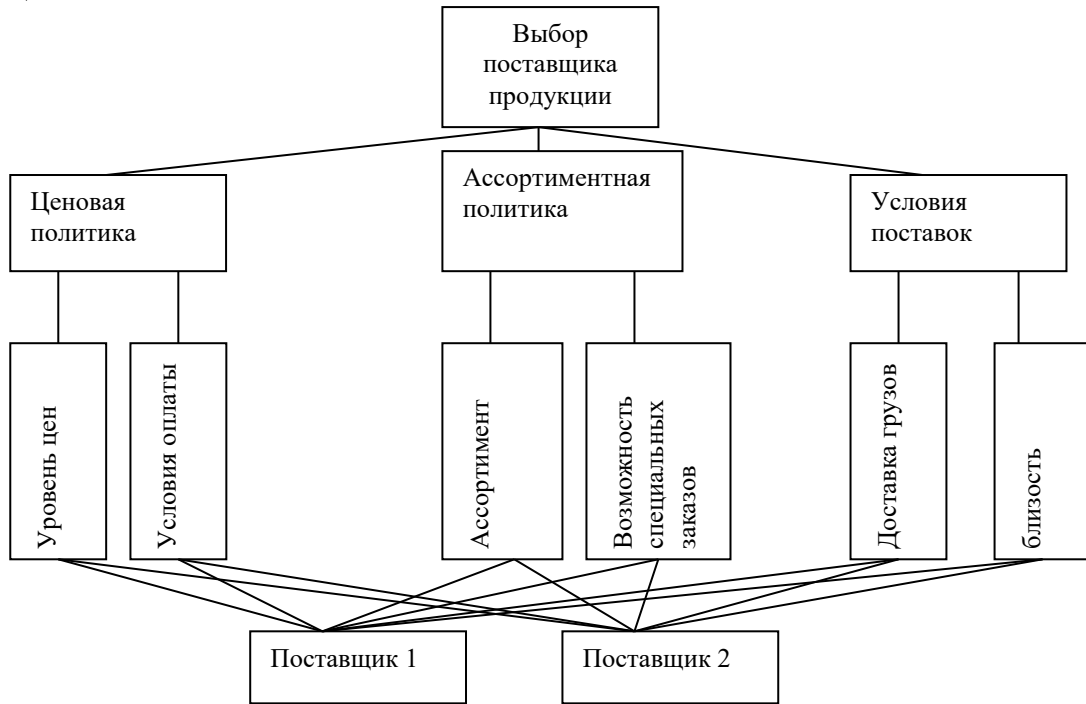 Выбор
поставщика
продукции
Ценовая
политика
Ассортиментная
политика
Условия
поставок
Уровень цен
Условия оплаты
Ассортимент
Возможность
специальных
заказов
Доставка грузов
близость
Поставщик 1
Поставщик 2